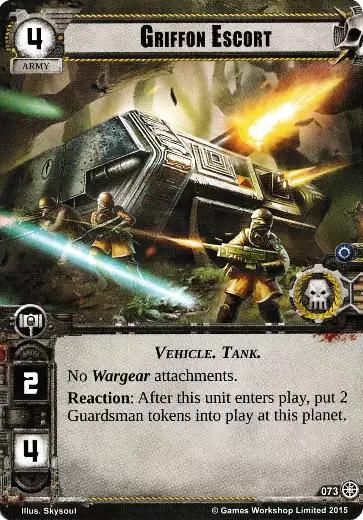 4
GRIFFON ESCORT
ARMY
VEHICLE. TANK.
2
No Wargear attachments.
Reaction: After this unit enters play, put 2
Guardsman tokens into play at this planet.
4
073
Illus. Skysoul
© Games Workshop Limited 2015